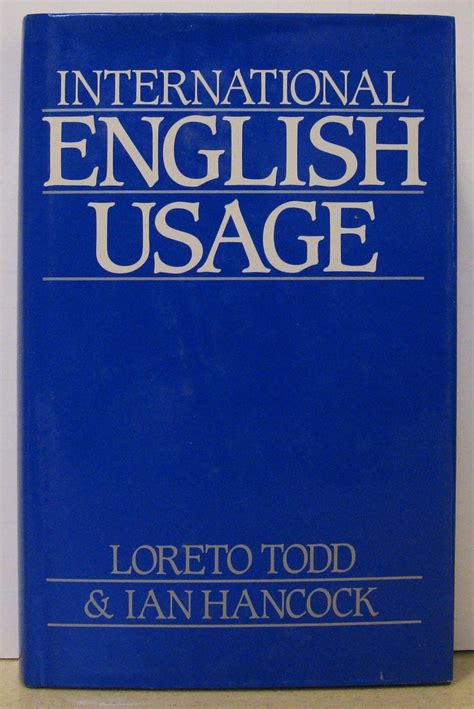 INTERNATIONAL
ENGLISH
USAGE
LORETO TODD
& IAN HANCOCK